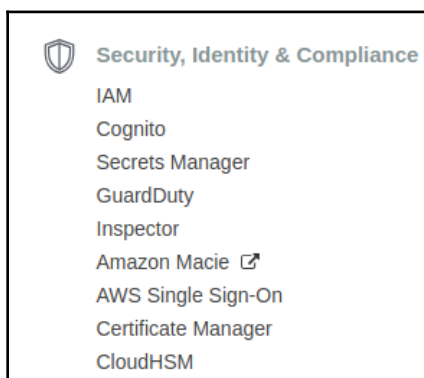 Security, Identity & Compliance
IAM
Cognito
Secrets Manager
GuardDuty
Inspector
Amazon Macie
AWS Single Sign-On
Certificate Manager
CloudHSM